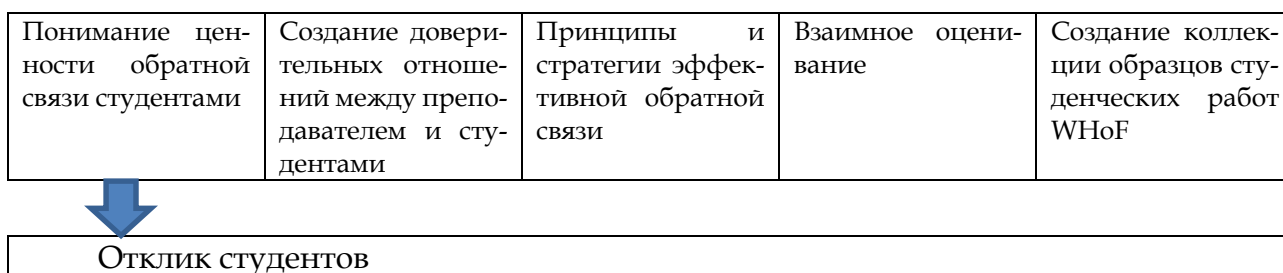 Понимание цен-
ности обратной
связи студентами
Создание довери-
тельных отноше-
ний между препо-
давателем и сту-
дентами
Принципы и
стратегии эффек-
тивной обратной
связи
Взаимное оцени-
вание
Создание коллек-
ции образцов сту-
денческих работ
WHoF
Отклик студентов